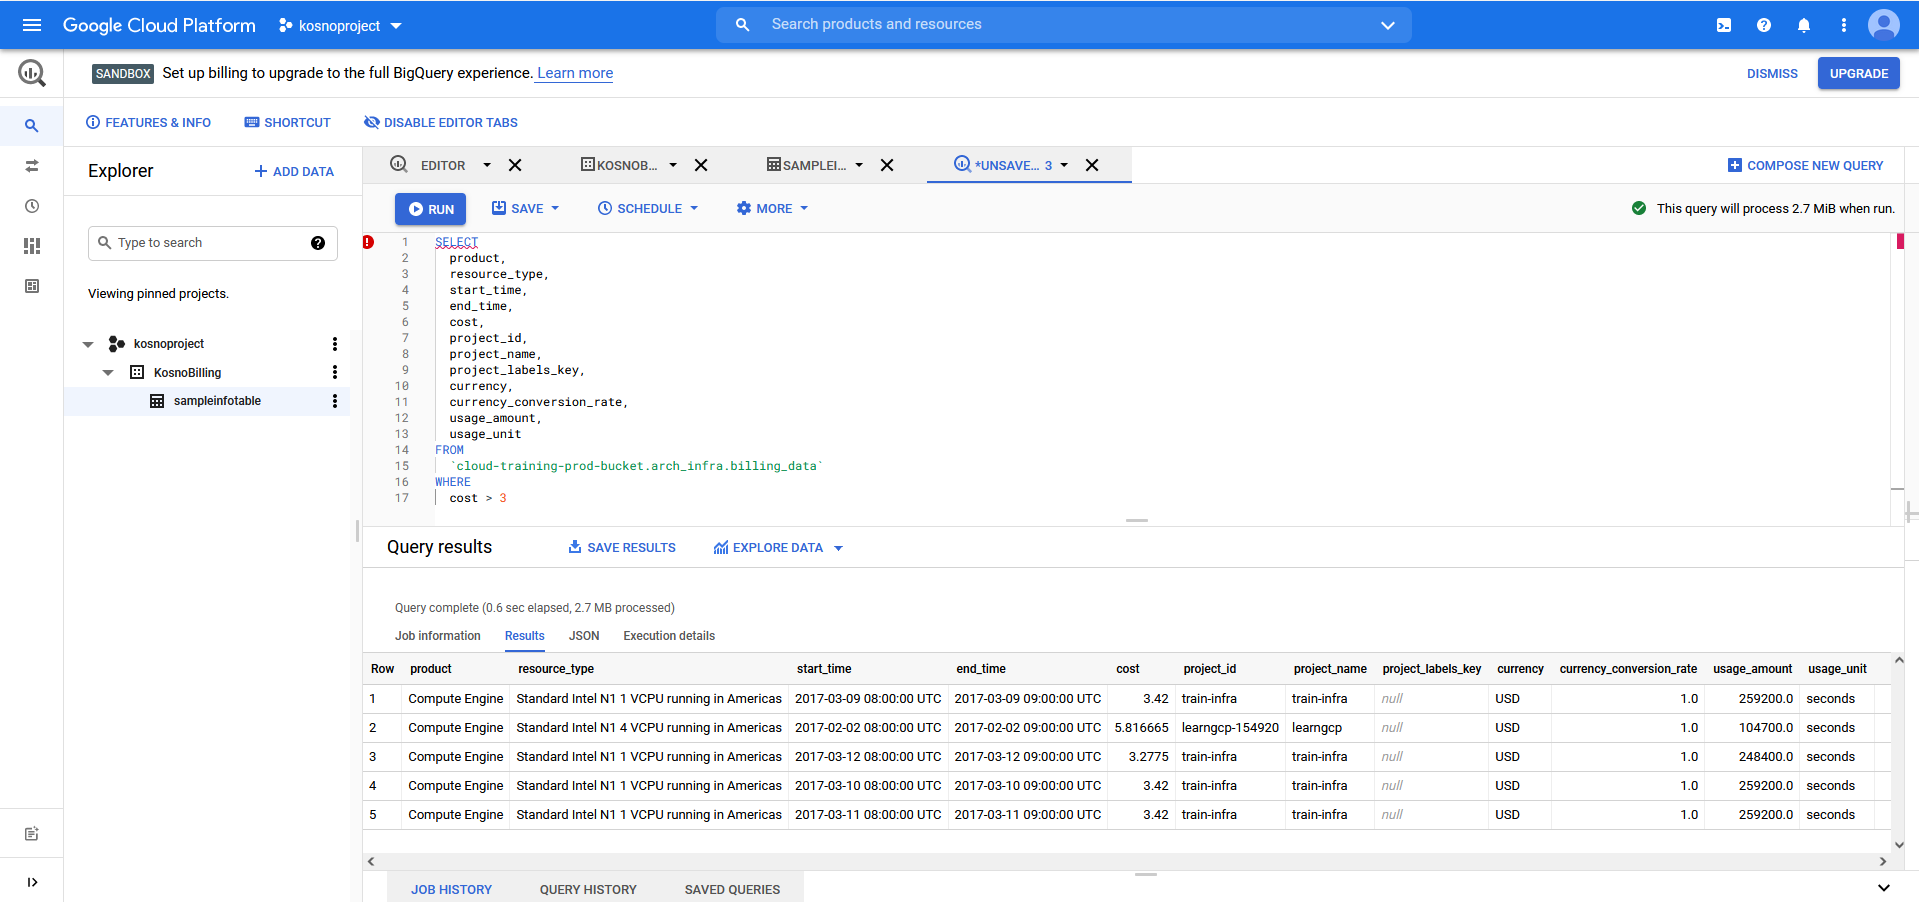 Google Cloud Platform kosnoproject Search products and resources
SANDBOX Set up billing to upgrade to the full BigQuery experience. Learn more DISMISS UPGRADE
FEATURES & INFO SHORTCUT DISABLE EDITOR TABS
Explorer + ADD DATA
Type to search
Viewing pinned projects.
kosnoproject
KosnoBilling
sampleinfotable
EDITOR KOSNOB... SAMPLEI... *UNSAVE... 3 COMPOSE NEW QUERY
RUN SAVE SCHEDULE MORE This query will process 2.7 MiB when run.
1 SELECT
2 product,
3 resource_type,
4 start_time,
5 end_time,
6 cost,
7 project_id,
8 project_name,
9 project_labels_key,
10 currency,
11 currency_conversion_rate,
12 usage_amount,
13 usage_unit
14 FROM
15 `cloud-training-prod-bucket.arch_infra.billing_data`
16 WHERE
17 cost > 3
Query results SAVE RESULTS EXPLORE DATA
Query complete (0.6 sec elapsed, 2.7 MB processed)
Job information Results JSON Execution details
Row product resource_type start_time end_time cost project_id project_name project_labels_key currency currency_conversion_rate usage_amount usage_unit
1 Compute Engine Standard Intel N1 1 VCPU running in Americas 2017-03-09 08:00:00 UTC 2017-03-09 09:00:00 UTC 3.42 train-infra train-infra null USD 1.0 259200.0 seconds
2 Compute Engine Standard Intel N1 4 VCPU running in Americas 2017-02-02 08:00:00 UTC 2017-02-02 09:00:00 UTC 5.816665 learngcp-154920 learngcp null USD 1.0 104700.0 seconds
3 Compute Engine Standard Intel N1 1 VCPU running in Americas 2017-03-12 08:00:00 UTC 2017-03-12 09:00:00 UTC 3.2775 train-infra train-infra null USD 1.0 248400.0 seconds
4 Compute Engine Standard Intel N1 1 VCPU running in Americas 2017-03-10 08:00:00 UTC 2017-03-10 09:00:00 UTC 3.42 train-infra train-infra null USD 1.0 259200.0 seconds
5 Compute Engine Standard Intel N1 1 VCPU running in Americas 2017-03-11 08:00:00 UTC 2017-03-11 09:00:00 UTC 3.42 train-infra train-infra null USD 1.0 259200.0 seconds
JOB HISTORY QUERY HISTORY SAVED QUERIES